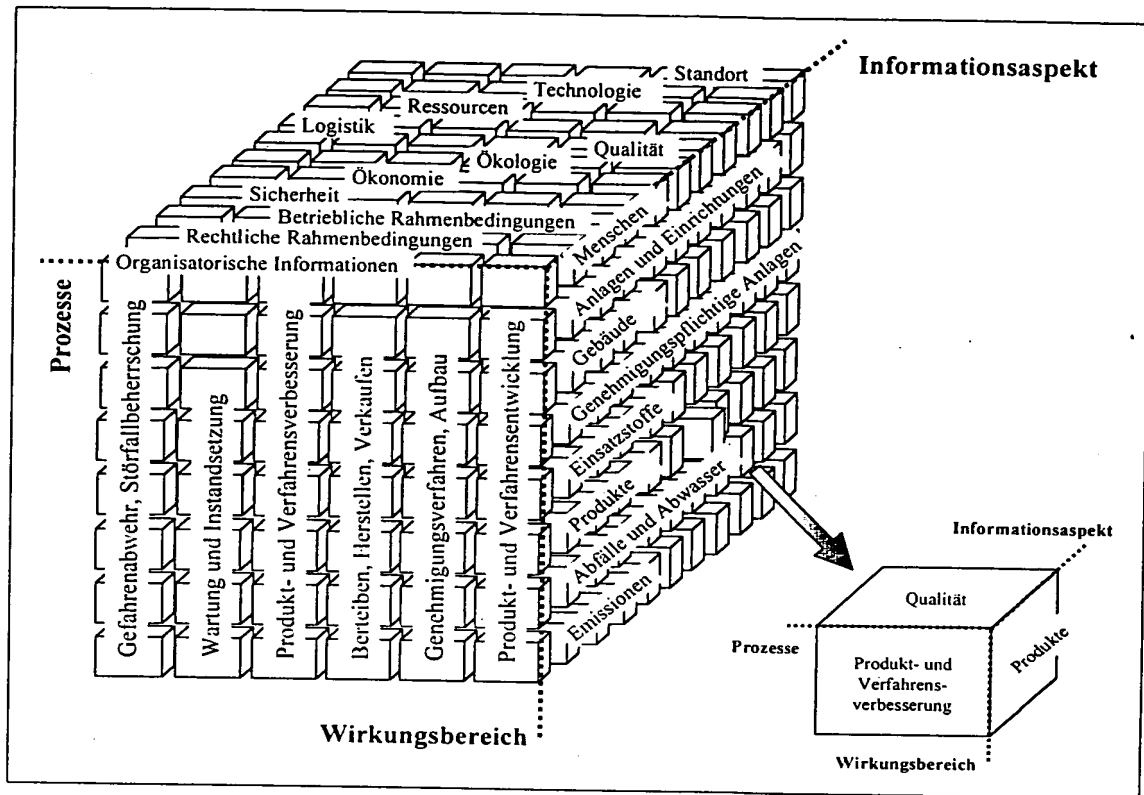 Informationsaspekt
Standort
Technologie
Ressourcen
Logistik
Qualität
Ökologie
Ökonomie
Sicherheit
Betriebliche Rahmenbedingungen
Rechtliche Rahmenbedingungen
Organisatorische Informationen
Prozesse
Gefahrenabwehr, Störfallbeherrschung
Wartung und Instandsetzung
Produkt- und Verfahrensverbesserung
Berteiben, Herstellen, Verkaufen
Genehmigungsverfahren, Aufbau
Produkt- und Verfahrensentwicklung
Menschen
Anlagen und Einrichtungen
Gebäude
Genehmigungspflichtige Anlagen
Einsatzstoffe
Produkte
Abfälle und Abwasser
Emissionen
Wirkungsbereich
Informationsaspekt
Qualität
Prozesse
Produkte
Produkt- und
Verfahrens-
verbesserung
Wirkungsbereich